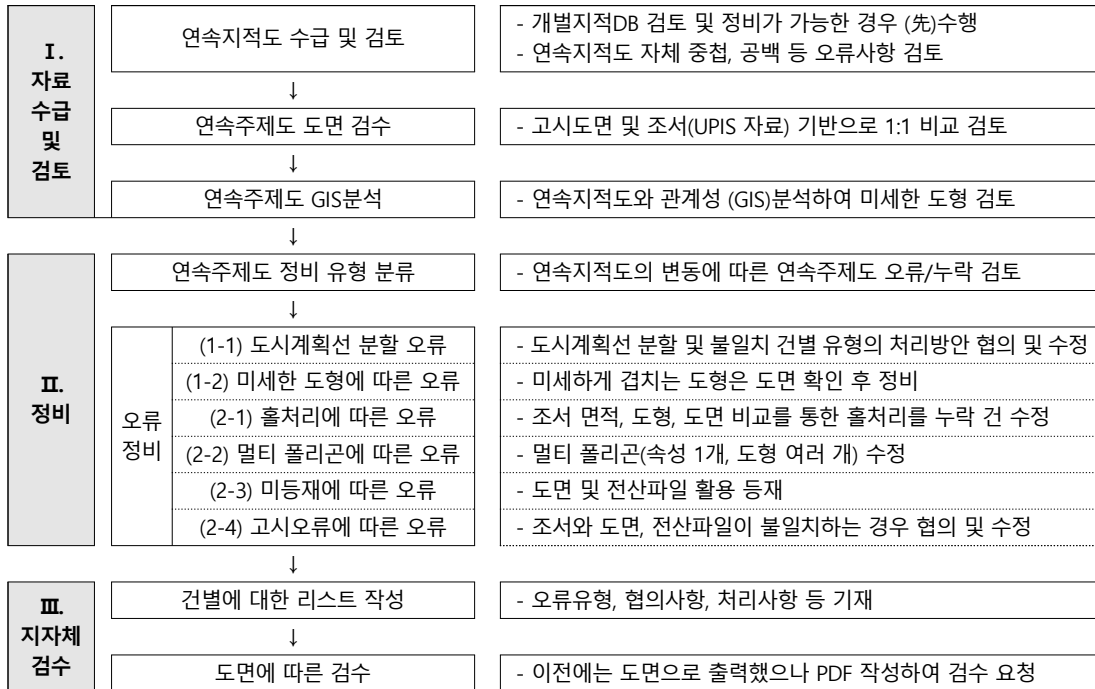 Ⅰ.
자료
수급
및
검토
연속지적도 수급 및 검토
- 개별지적DB 검토 및 정비가 가능한 경우 (先)수행
- 연속지적도 자체 중첩, 공백 등 오류사항 검토
↓
연속주제도 도면 검수
- 고시도면 및 조서(UPIS 자료) 기반으로 1:1 비교 검토
↓
연속주제도 GIS분석
- 연속지적도와 관계성 (GIS)분석하여 미세한 도형 검토
↓
Ⅱ.
정비
연속주제도 정비 유형 분류
- 연속지적도의 변동에 따른 연속주제도 오류/누락 검토
↓
오류
정비
(1-1) 도시계획선 분할 오류
- 도시계획선 분할 및 불일치 건별 유형의 처리방안 협의 및 수정
(1-2) 미세한 도형에 따른 오류
- 미세하게 겹치는 도형은 도면 확인 후 정비
(2-1) 홀처리에 따른 오류
- 조서 면적, 도형, 도면 비교를 통한 홀처리를 누락 건 수정
(2-2) 멀티 폴리곤에 따른 오류
- 멀티 폴리곤(속성 1개, 도형 여러 개) 수정
(2-3) 미등재에 따른 오류
- 도면 및 전산파일 활용 등재
(2-4) 고시오류에 따른 오류
- 조서와 도면, 전산파일이 불일치하는 경우 협의 및 수정
↓
Ⅲ.
지자체
검수
건별에 대한 리스트 작성
- 오류유형, 협의사항, 처리사항 등 기재
↓
도면에 따른 검수
- 이전에는 도면으로 출력했으나 PDF 작성하여 검수 요청